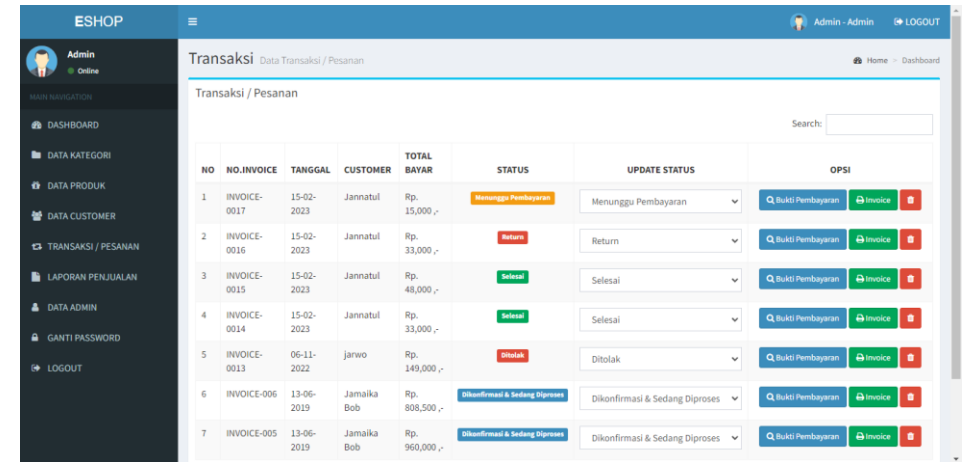 ESHOP
Admin - Admin LOGOUT
Admin
Online
Transaksi Data Transaksi / Pesanan
Home > Dashboard
MAIN NAVIGATION
DASHBOARD
DATA KATEGORI
DATA PRODUK
DATA CUSTOMER
TRANSAKSI / PESANAN
LAPORAN PENJUALAN
DATA ADMIN
GANTI PASSWORD
LOGOUT
Transaksi / Pesanan
Search:
NO NO.INVOICE TANGGAL CUSTOMER TOTAL BAYAR STATUS UPDATE STATUS OPSI
1 INVOICE-0017 15-02-2023 Jannatul Rp. 15,000 ,- Menunggu Pembayaran Menunggu Pembayaran Bukti Pembayaran Invoice
2 INVOICE-0016 15-02-2023 Jannatul Rp. 33,000 ,- Return Return Bukti Pembayaran Invoice
3 INVOICE-0015 15-02-2023 Jannatul Rp. 48,000 ,- Selesai Selesai Bukti Pembayaran Invoice
4 INVOICE-0014 15-02-2023 Jannatul Rp. 33,000 ,- Selesai Selesai Bukti Pembayaran Invoice
5 INVOICE-0013 06-11-2022 jarwo Rp. 149,000 ,- Ditolak Ditolak Bukti Pembayaran Invoice
6 INVOICE-006 13-06-2019 Jamaika Bob Rp. 808,500 ,- Dikonfirmasi & Sedang Diproses Dikonfirmasi & Sedang Diproses Bukti Pembayaran Invoice
7 INVOICE-005 13-06-2019 Jamaika Bob Rp. 960,000 ,- Dikonfirmasi & Sedang Diproses Dikonfirmasi & Sedang Diproses Bukti Pembayaran Invoice